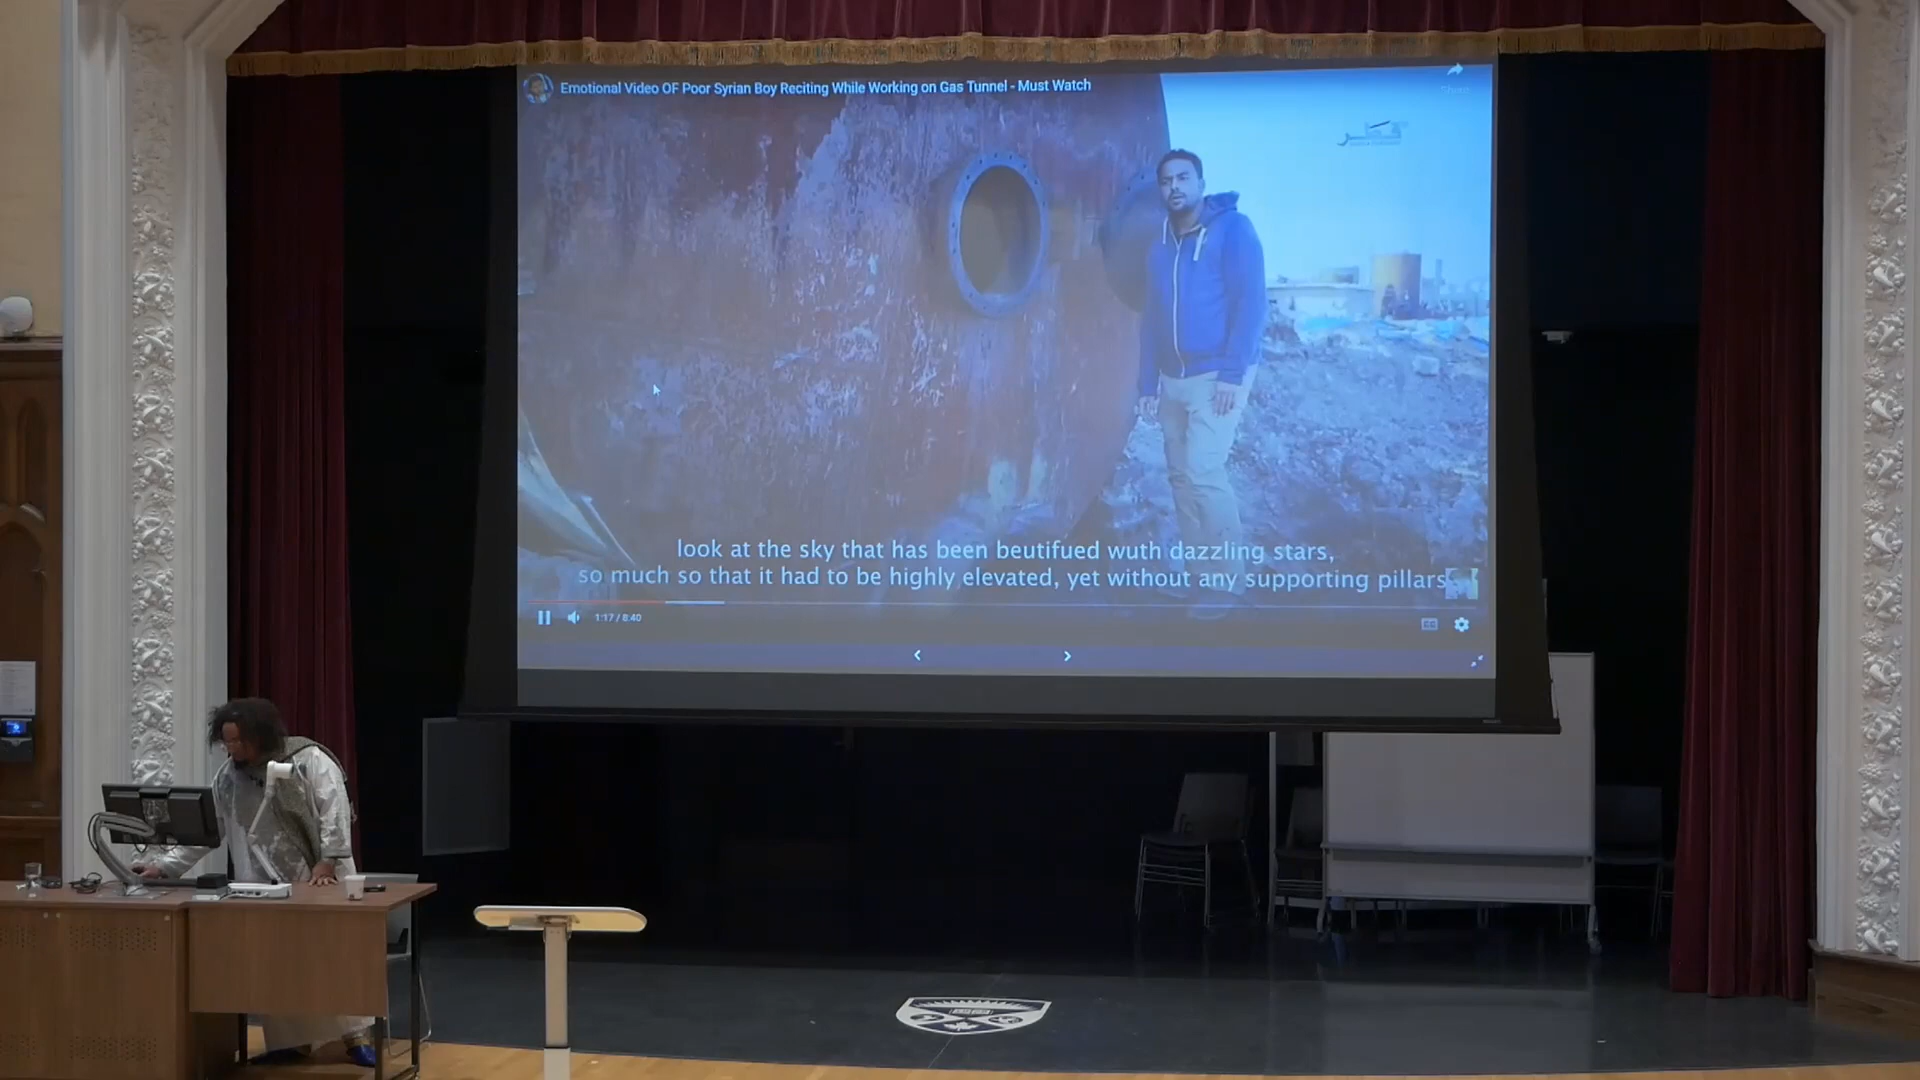 Emotional Video OF Poor Syrian Boy Reciting While Working on Gas Tunnel - Must Watch
Share
look at the sky that has been beutifued wuth dazzling stars,
so much so that it had to be highly elevated, yet without any supporting pillars
1:17 / 8:40
CC